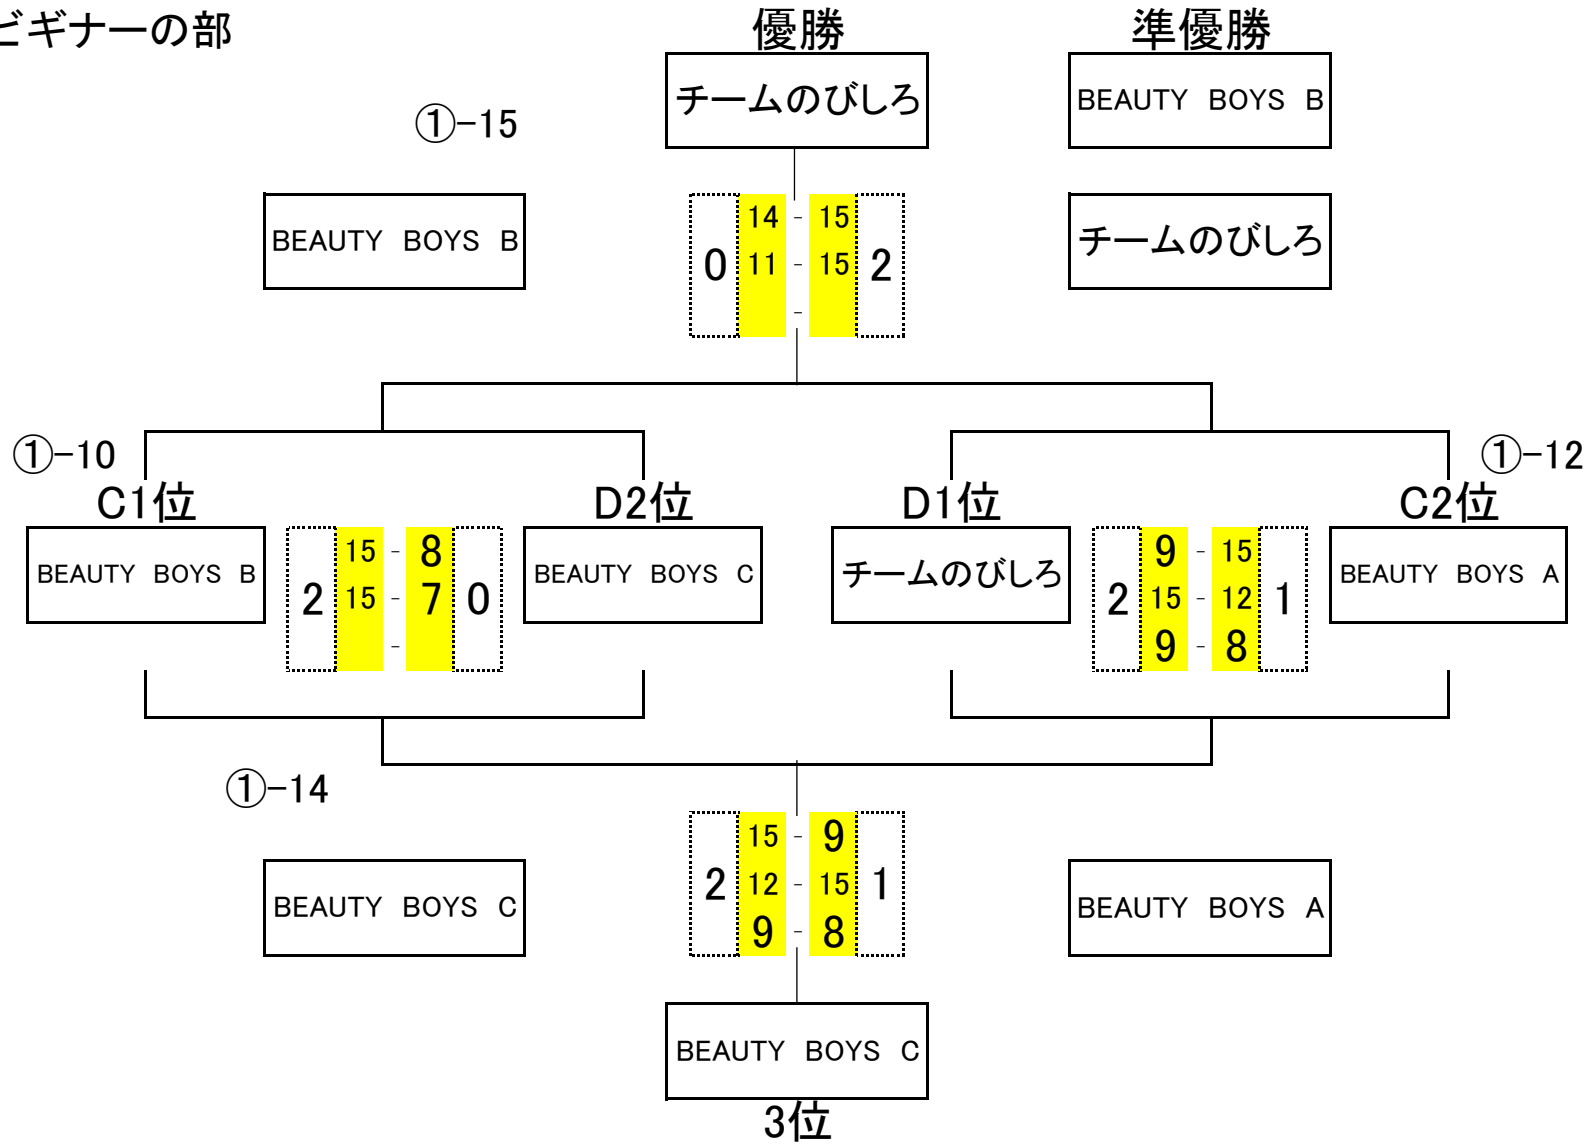 ビギナーの部
優勝
準優勝
チームのびしろ
BEAUTY BOYS B
①-15
BEAUTY BOYS B
0
14 - 15
11 - 15
-
2
チームのびしろ
①-10
①-12
C1位
D2位
D1位
C2位
BEAUTY BOYS B
2
15 - 8
15 - 7
-
0
BEAUTY BOYS C
チームのびしろ
2
9 - 15
15 - 12
9 - 8
1
BEAUTY BOYS A
①-14
BEAUTY BOYS C
2
15 - 9
12 - 15
9 - 8
1
BEAUTY BOYS A
BEAUTY BOYS C
3位